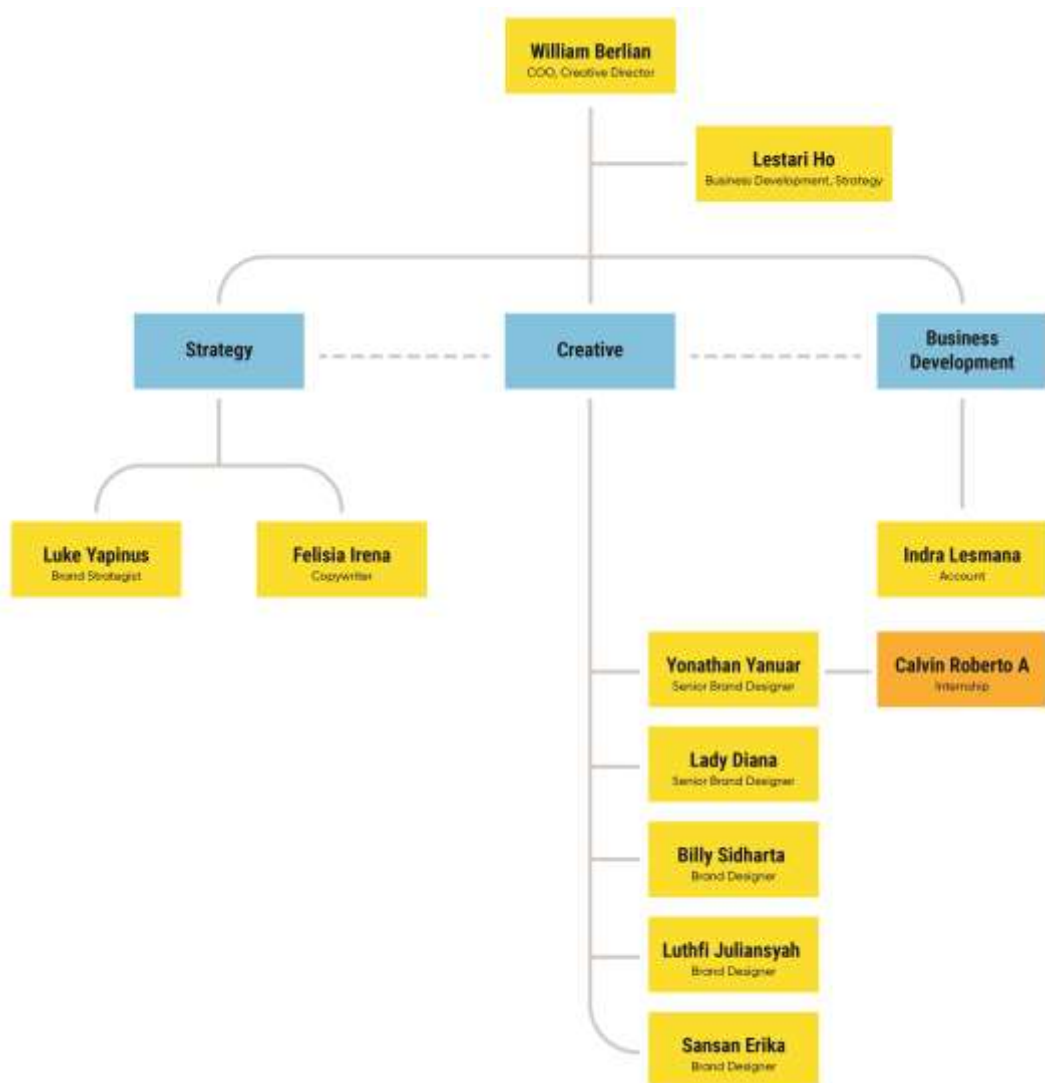 William Berlian
COO, Creative Director
Lestari Ho
Business Development, Strategy
Strategy
Creative
Business
Development
Luke Yapinus
Brand Strategist
Felisia Irena
Copywriter
Indra Lesmana
Account
Yonathan Yanuar
Senior Brand Designer
Calvin Roberto A
Internship
Lady Diana
Senior Brand Designer
Billy Sidharta
Brand Designer
Luthfi Juliansyah
Brand Designer
Sansan Erika
Brand Designer